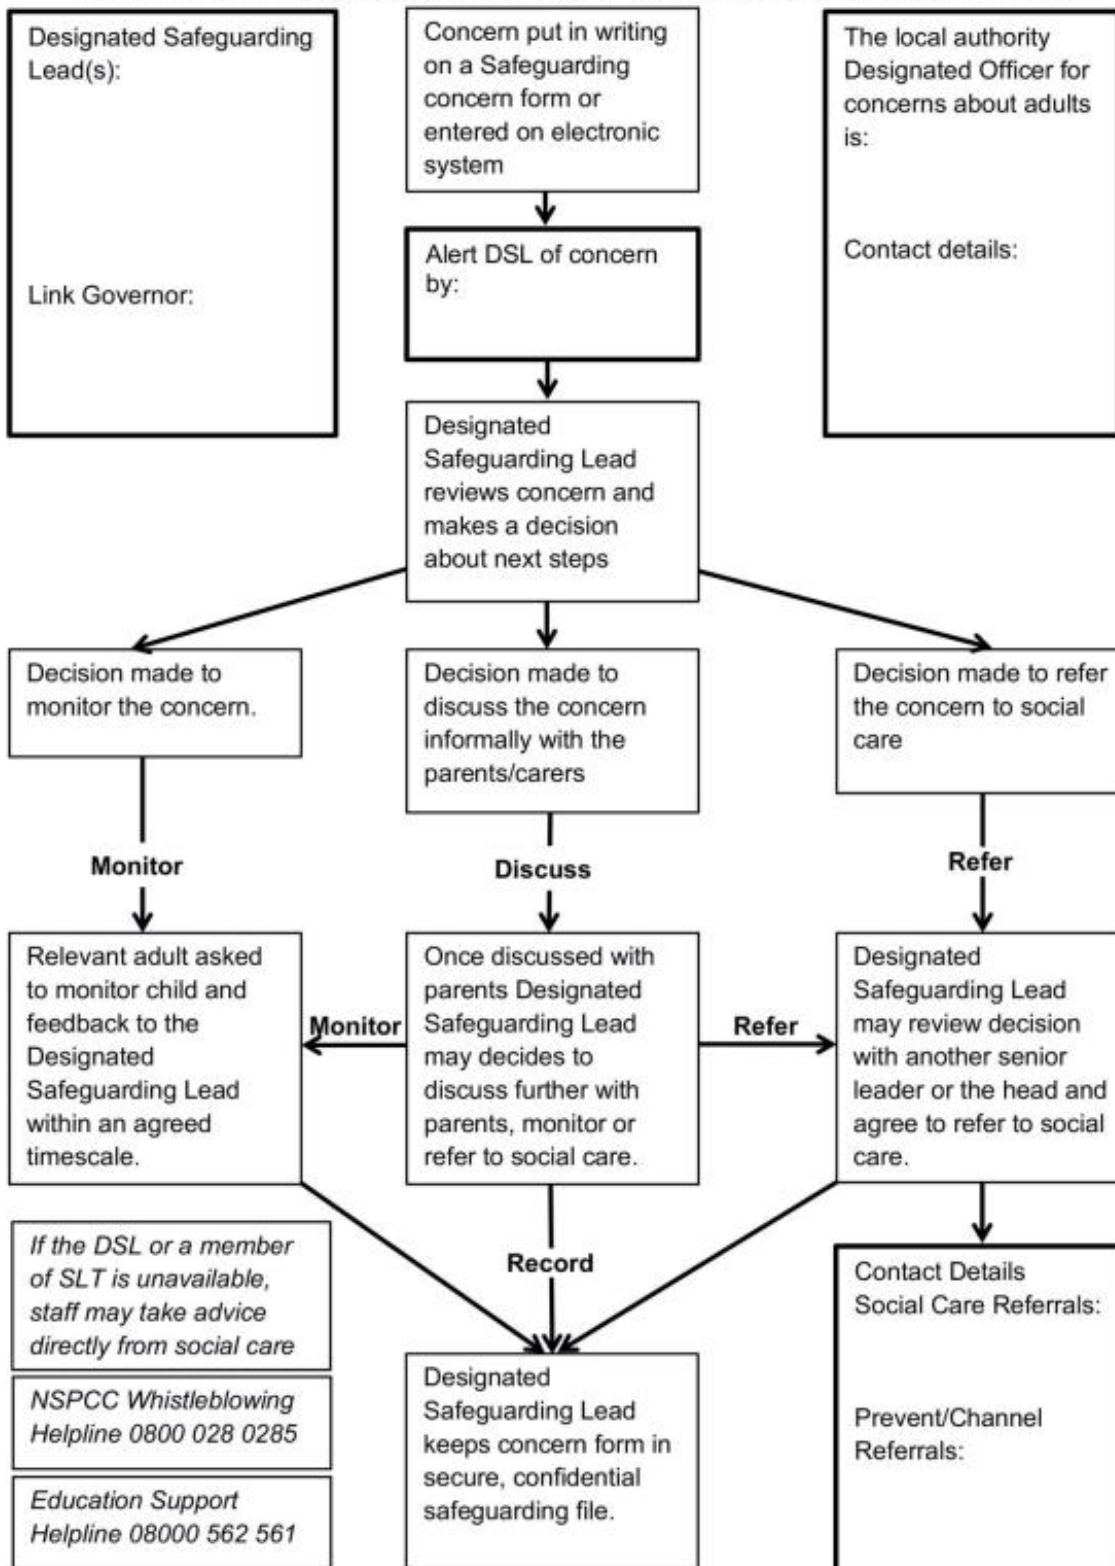 Designated Safeguarding
Lead(s):
Link Governor:
Concern put in writing
on a Safeguarding
concern form or
entered on electronic
system
The local authority
Designated Officer for
concerns about adults
is:
Contact details:
Alert DSL of concern
by:
Designated
Safeguarding Lead
reviews concern and
makes a decision
about next steps
Decision made to
monitor the concern.
Decision made to
discuss the concern
informally with the
parents/carers
Decision made to refer
the concern to social
care
Monitor
Discuss
Refer
Relevant adult asked
to monitor child and
feedback to the
Designated
Safeguarding Lead
within an agreed
timescale.
Monitor
Once discussed with
parents Designated
Safeguarding Lead
may decides to
discuss further with
parents, monitor or
refer to social care.
Refer
Designated
Safeguarding Lead
may review decision
with another senior
leader or the head and
agree to refer to social
care.
If the DSL or a member
of SLT is unavailable,
staff may take advice
directly from social care
NSPCC Whistleblowing
Helpline 0800 028 0285
Education Support
Helpline 08000 562 561
Record
Designated
Safeguarding Lead
keeps concern form in
secure, confidential
safeguarding file.
Contact Details
Social Care Referrals:
Prevent/Channel
Referrals: